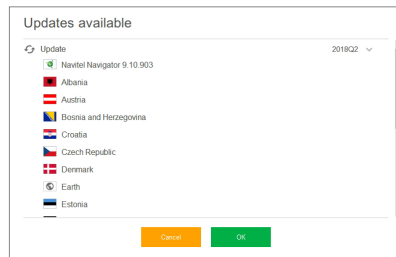 Updates available
Update 2018Q2
Navitel Navigator 9.10.903
Albania
Austria
Bosnia and Herzegovina
Croatia
Czech Republic
Denmark
Earth
Estonia
Cancel OK